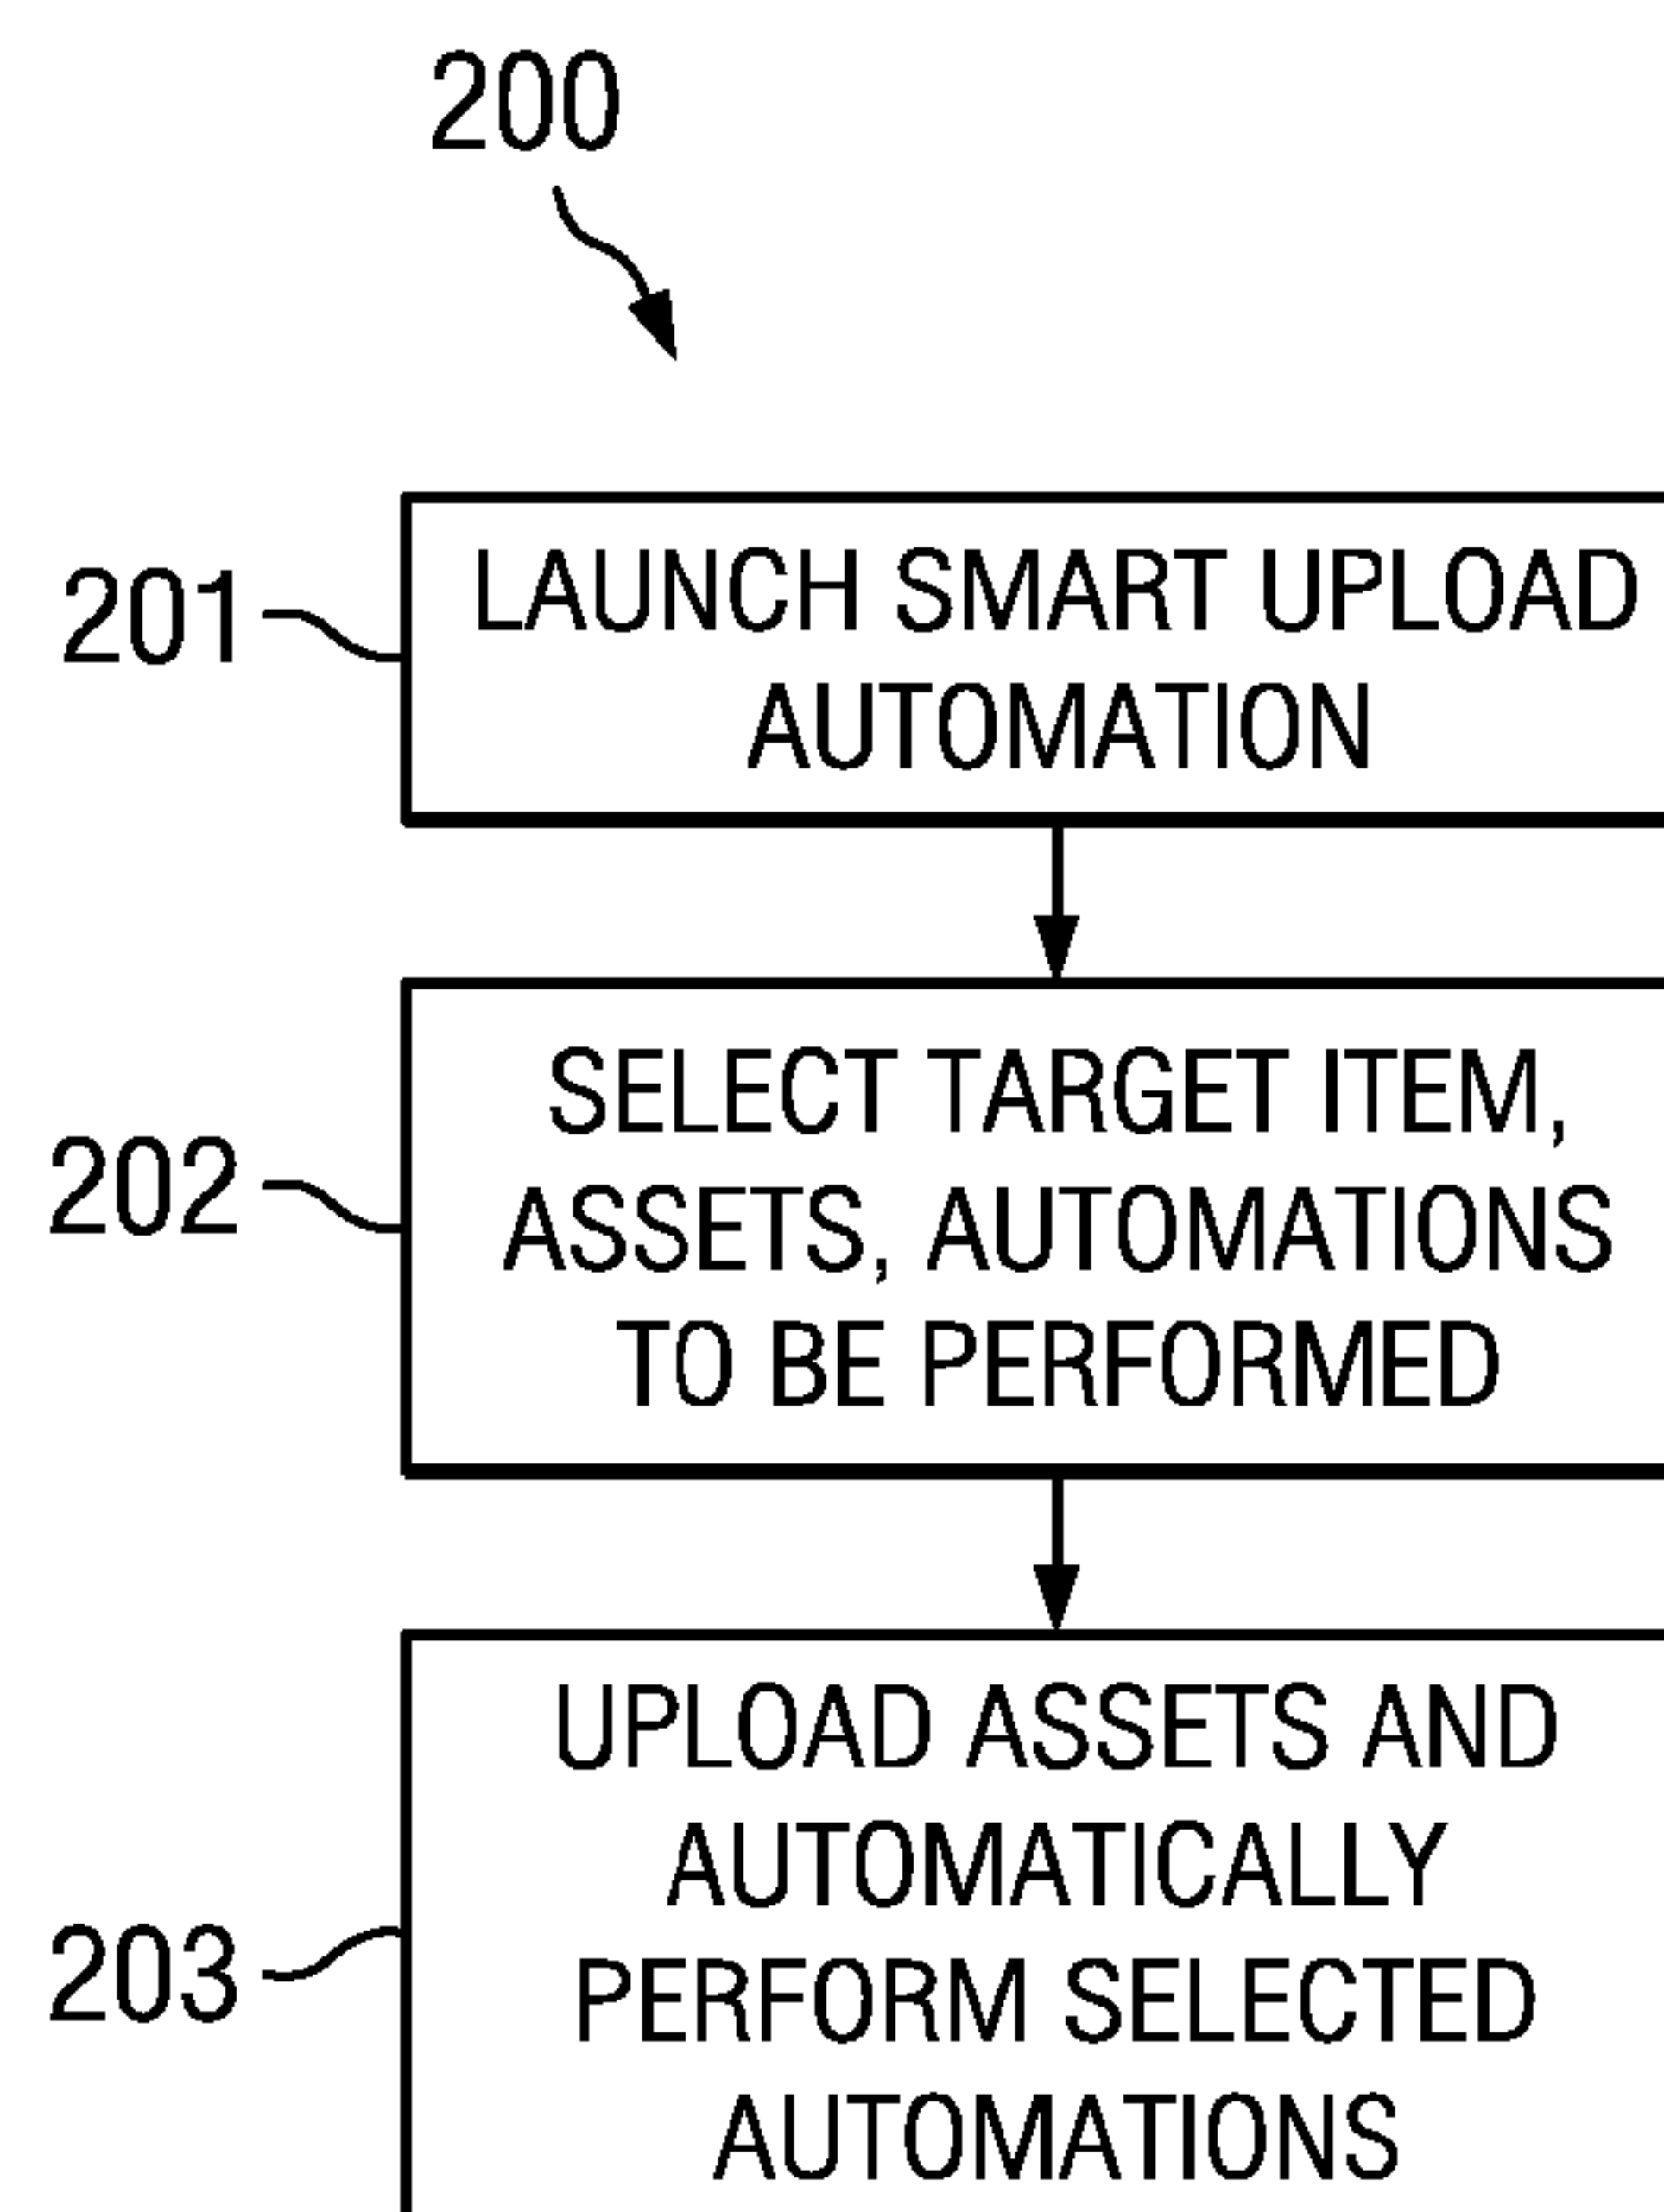 200
201
LAUNCH SMART UPLOAD
AUTOMATION
202
SELECT TARGET ITEM,
ASSETS, AUTOMATIONS
TO BE PERFORMED
203
UPLOAD ASSETS AND
AUTOMATICALLY
PERFORM SELECTED
AUTOMATIONS